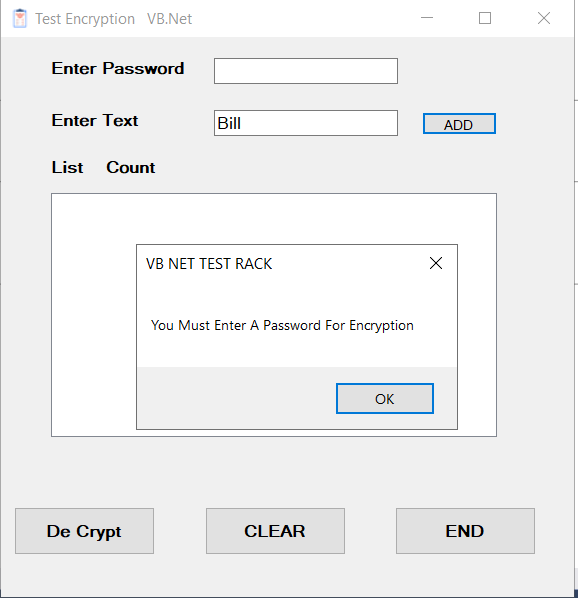 Test Encryption   VB.Net
Enter Password
Enter Text Bill ADD
List Count
VB NET TEST RACK
You Must Enter A Password For Encryption
OK
De Crypt CLEAR END